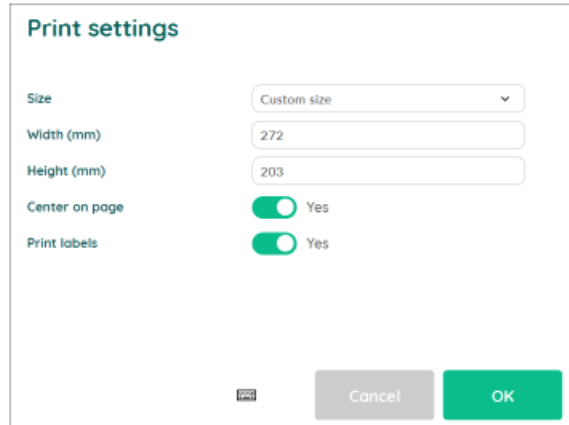 Print settings
Size Custom size
Width (mm) 272
Height (mm) 203
Center on page Yes
Print labels Yes
Cancel OK